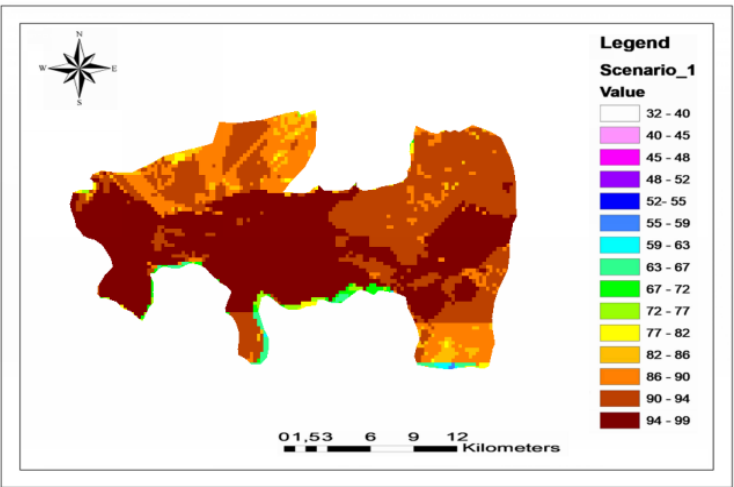 N
W E
S
Legend
Scenario_1
Value
32 - 40
40 - 45
45 - 48
48 - 52
52- 55
55 - 59
59 - 63
63 - 67
67 - 72
72 - 77
77 - 82
82 - 86
86 - 90
90 - 94
94 - 99
01,53 6 9 12
Kilometers